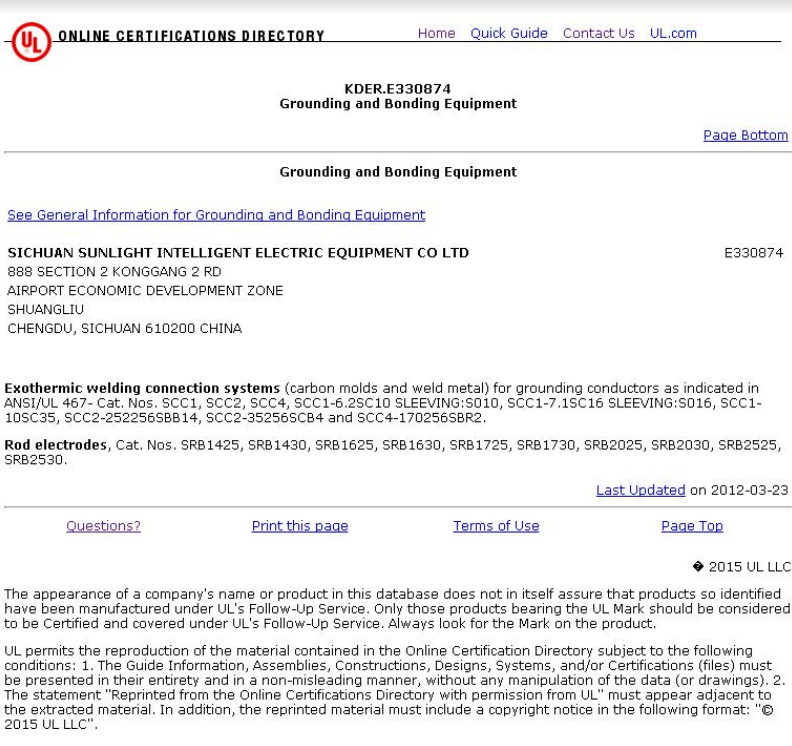 UL ONLINE CERTIFICATIONS DIRECTORY Home Quick Guide Contact Us UL.com
KDER.E330874
Grounding and Bonding Equipment
Page Bottom
Grounding and Bonding Equipment
See General Information for Grounding and Bonding Equipment
SICHUAN SUNLIGHT INTELLIGENT ELECTRIC EQUIPMENT CO LTD E330874
888 SECTION 2 KONGGANG 2 RD
AIRPORT ECONOMIC DEVELOPMENT ZONE
SHUANGLIU
CHENGDU, SICHUAN 610200 CHINA
Exothermic welding connection systems (carbon molds and weld metal) for grounding conductors as indicated in
ANSI/UL 467- Cat. Nos. SCC1, SCC2, SCC4, SCC1-6.2SC10 SLEEVING:S010, SCC1-7.1SC16 SLEEVING:S016, SCC1-
10SC35, SCC2-252256SBB14, SCC2-35256SCB4 and SCC4-170256SBR2.
Rod electrodes, Cat. Nos. SRB1425, SRB1430, SRB1625, SRB1630, SRB1725, SRB1730, SRB2025, SRB2030, SRB2525,
SRB2530.
Last Updated on 2012-03-23
Questions? Print this page Terms of Use Page Top
� 2015 UL LLC
The appearance of a company's name or product in this database does not in itself assure that products so identified
have been manufactured under UL's Follow-Up Service. Only those products bearing the UL Mark should be considered
to be Certified and covered under UL's Follow-Up Service. Always look for the Mark on the product.
UL permits the reproduction of the material contained in the Online Certification Directory subject to the following
conditions: 1. The Guide Information, Assemblies, Constructions, Designs, Systems, and/or Certifications (files) must
be presented in their entirety and in a non-misleading manner, without any manipulation of the data (or drawings). 2.
The statement "Reprinted from the Online Certifications Directory with permission from UL" must appear adjacent to
the extracted material. In addition, the reprinted material must include a copyright notice in the following format: "©
2015 UL LLC".